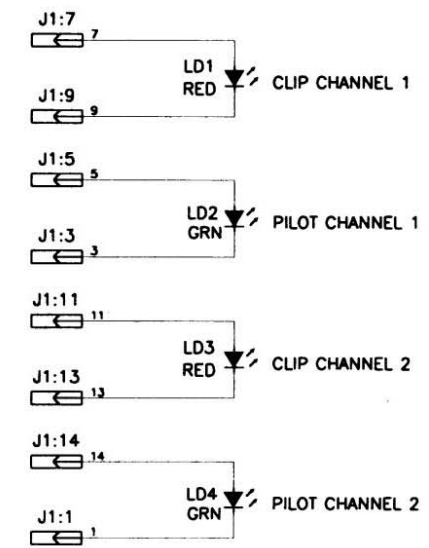 J1:7
7
LD1
RED
CLIP CHANNEL 1
J1:9
9
J1:5
5
LD2
GRN
PILOT CHANNEL 1
J1:3
3
J1:11
11
LD3
RED
CLIP CHANNEL 2
J1:13
13
J1:14
14
LD4
GRN
PILOT CHANNEL 2
J1:1
1